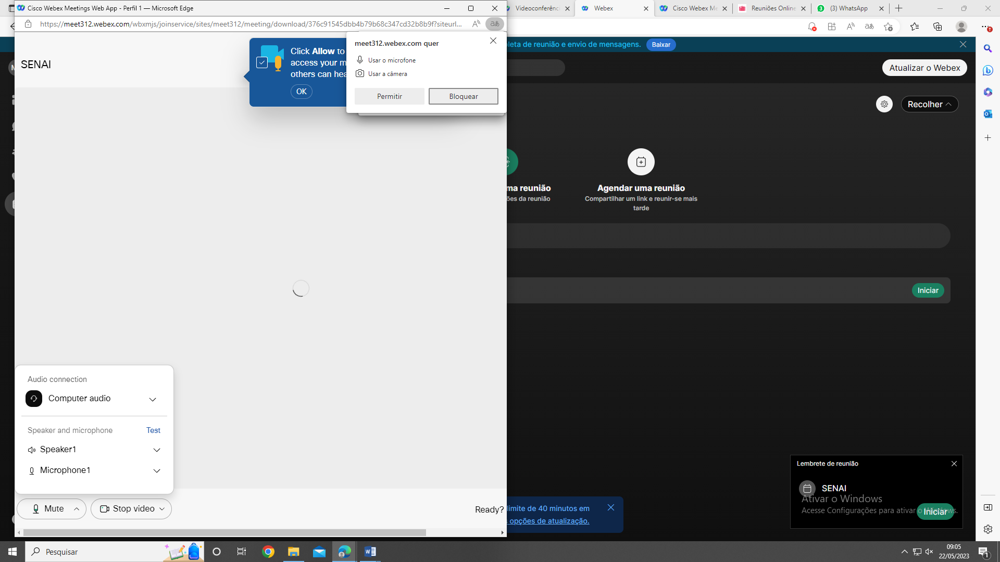 Cisco Webex Meetings Web App - Perfil 1 — Microsoft Edge
Videoconferênci
Webex
Cisco Webex Me
Reuniões Online
(3) WhatsApp
https://meet312.webex.com/wbxmjs/joinservice/sites/meet312/meeting/download/376c91545dbb4b79b68c347cd32b8b9f?siteurl...
SENAI
Click Allow to
access your m
others can hea
OK
meet312.webex.com quer
Usar o microfone
Usar a câmera
Permitir
Bloquear
leta de reunião e envio de mensagens.
Baixar
Atualizar o Webex
Recolher
ma reunião
ões da reunião
Agendar uma reunião
Compartilhar um link e reunir-se mais
tarde
Iniciar
Audio connection
Computer audio
Speaker and microphone
Test
Speaker1
Microphone1
Mute
Stop video
Ready?
limite de 40 minutos em
opções de atualização.
Lembrete de reunião
SENAI
Ativar o Windows
Acesse Configurações para ativar o Windows.
Iniciar
Pesquisar
09:05
22/05/2023
1